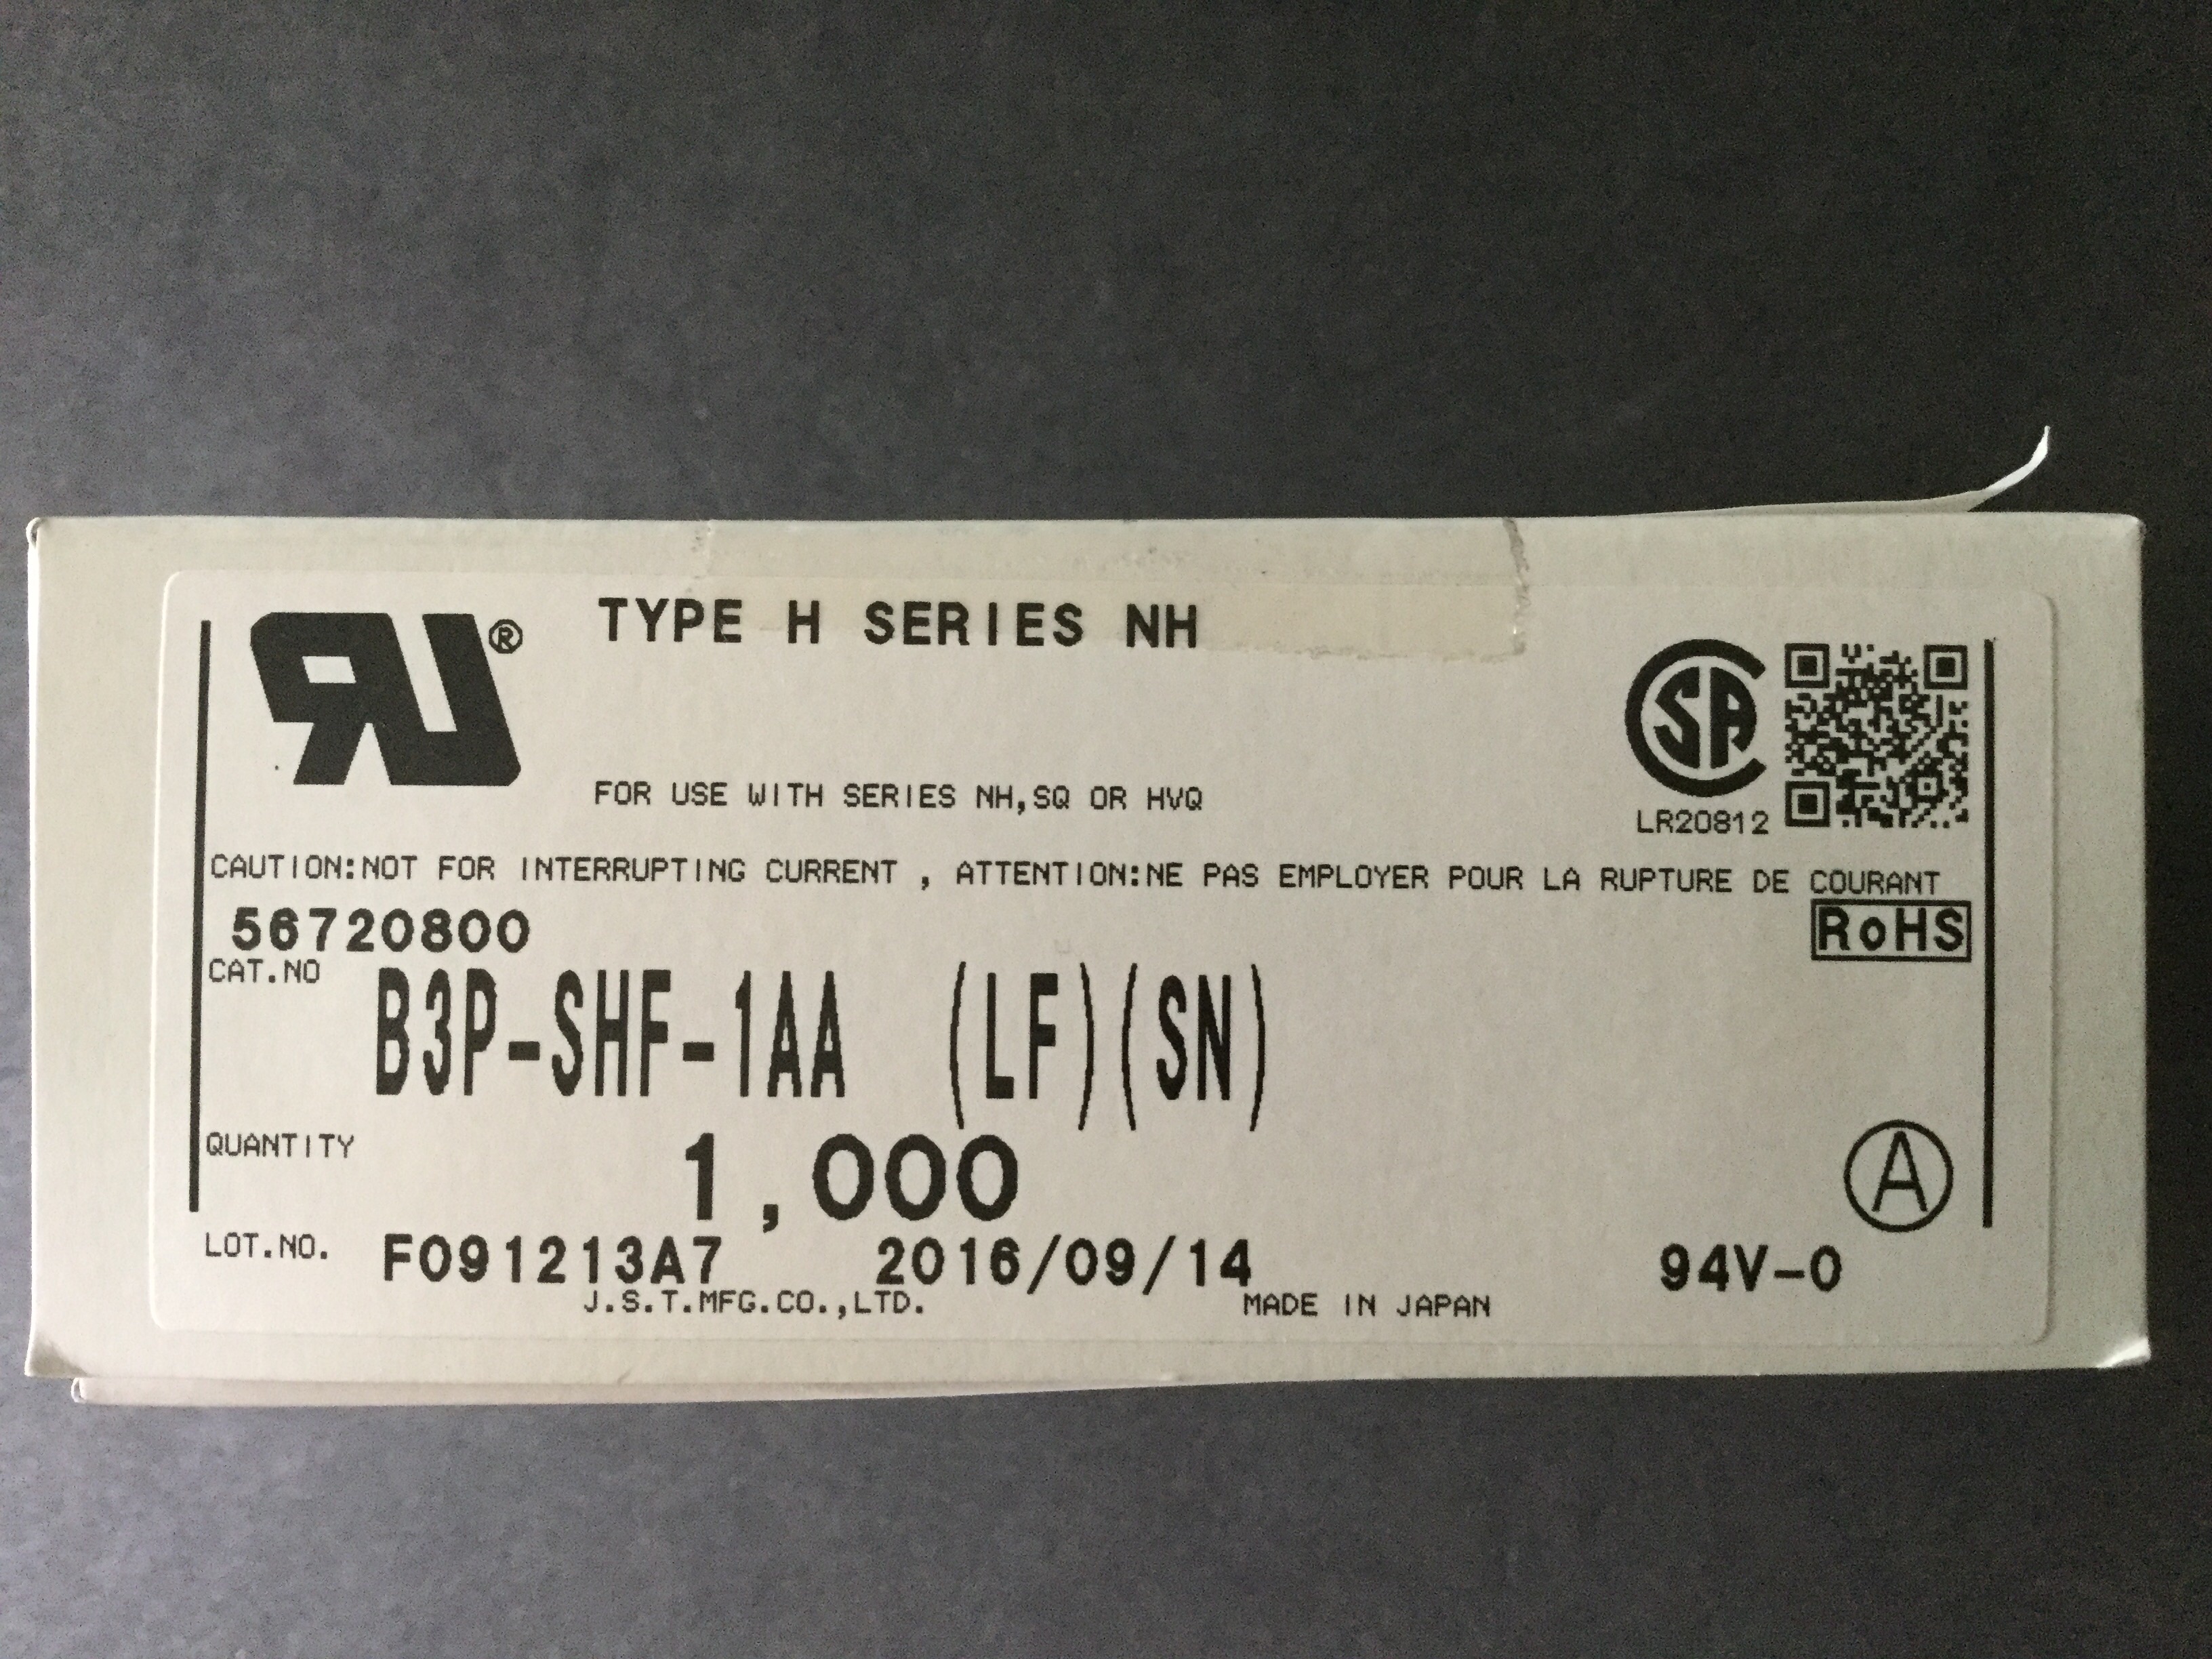 TYPE H SERIES NH
FOR USE WITH SERIES NH,SQ OR HVQ
LR20812
CAUTION:NOT FOR INTERRUPTING CURRENT , ATTENTION:NE PAS EMPLOYER POUR LA RUPTURE DE COURANT
56720800
RoHS
CAT.NO
B3P-SHF-1AA (LF)(SN)
QUANTITY 1,000
A
LOT.NO. F091213A7 2016/09/14 94V-0
J.S.T.MFG.CO.,LTD. MADE IN JAPAN